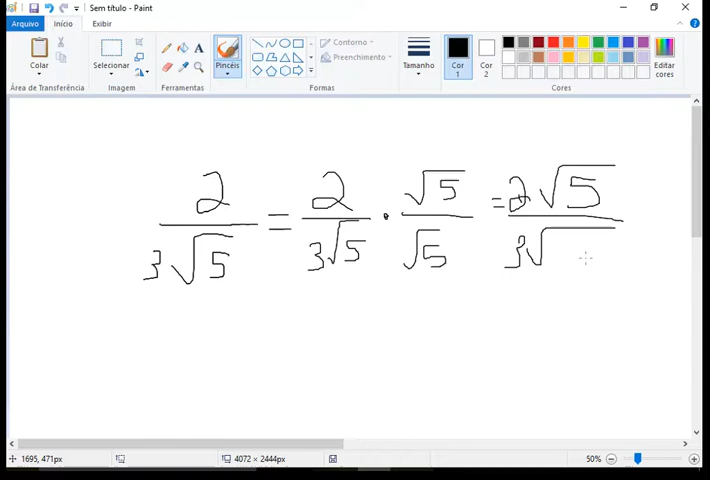 Sem título - Paint
Arquivo Início Exibir
Colar Selecionar A Pincéis Contorno Preenchimento Tamanho Cor 1 Cor 2 Editar cores
Área de Transferência Imagem Ferramentas Formas Cores
2 / 3√5 = 2 / 3√5 · √5 / √5 = 2√5 / 3√
1695, 471px 4072 × 2444px 50%